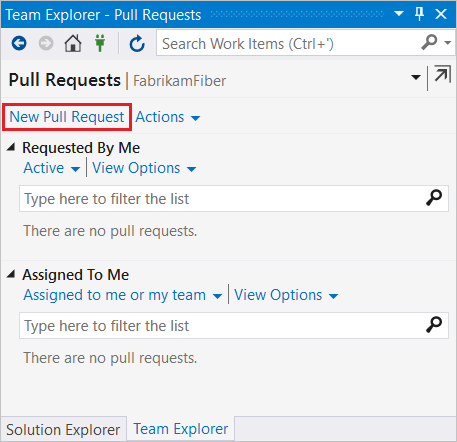 Team Explorer - Pull Requests
Search Work Items (Ctrl+')
Pull Requests | FabrikamFiber
New Pull Request | Actions
Requested By Me
Active | View Options
Type here to filter the list
There are no pull requests.
Assigned To Me
Assigned to me or my team | View Options
Type here to filter the list
There are no pull requests.
Solution Explorer Team Explorer